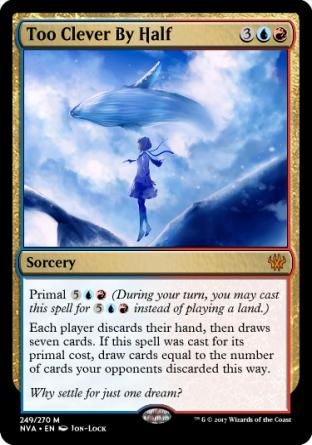 Too Clever By Half 3
Sorcery
Primal 5 (During your turn, you may cast
this spell for 5 instead of playing a land.)
Each player discards their hand, then draws
seven cards. If this spell was cast for its
primal cost, draw cards equal to the number
of cards your opponents discarded this way.
Why settle for just one dream?
249/270 M
NVA • EN Jon-Lock
™ & © 2017 Wizards of the Coast